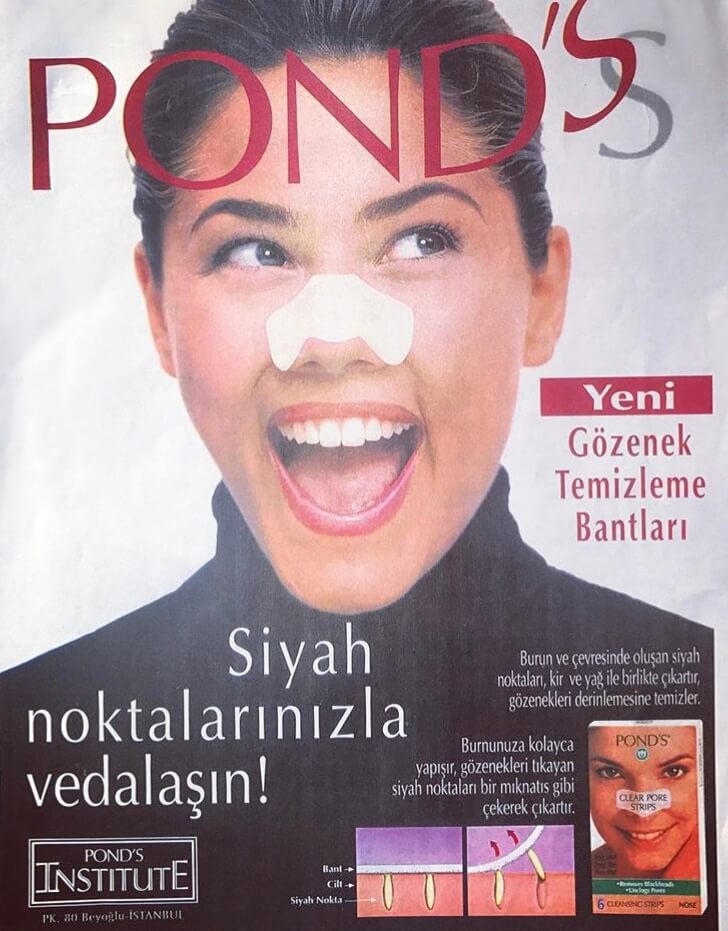 POND'S
Yeni
Gözenek
Temizleme
Bantları
Siyah
noktalarınızla
vedalaşın!
Burun ve çevresinde oluşan siyah
noktaları, kir ve yağ ile birlikte çıkartır,
gözenekleri derinlemesine temizler.
Burnunuza kolayca
yapışır, gözenekleri tıkayan
siyah noktaları bir mıknatıs gibi
çekerek çıkartır.
POND'S
CLEAR PORE
STRIPS
•Removes Blackheads
•Unclogs Pores
6 CLEANSING STRIPS NOSE
Bant
Cilt
Siyah Nokta
POND'S
INSTITUTE
PK. 80 Beyoğlu-İSTANBUL